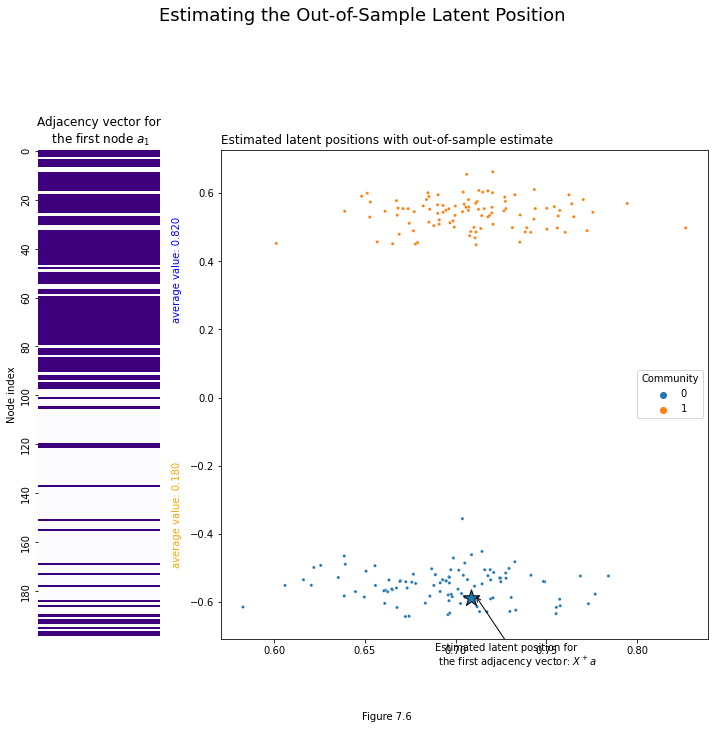 Estimating the Out-of-Sample Latent Position
Adjacency vector for
the first node a₁
Node index
0
20
40
60
80
100
120
140
160
180
average value: 0.820
average value: 0.180
Estimated latent positions with out-of-sample estimate
0.6
0.4
0.2
0.0
−0.2
−0.4
−0.6
0.60
0.65
0.70
0.75
0.80
Community
0
1
Estimated latent position for
the first adjacency vector: X⁺a
Figure 7.6